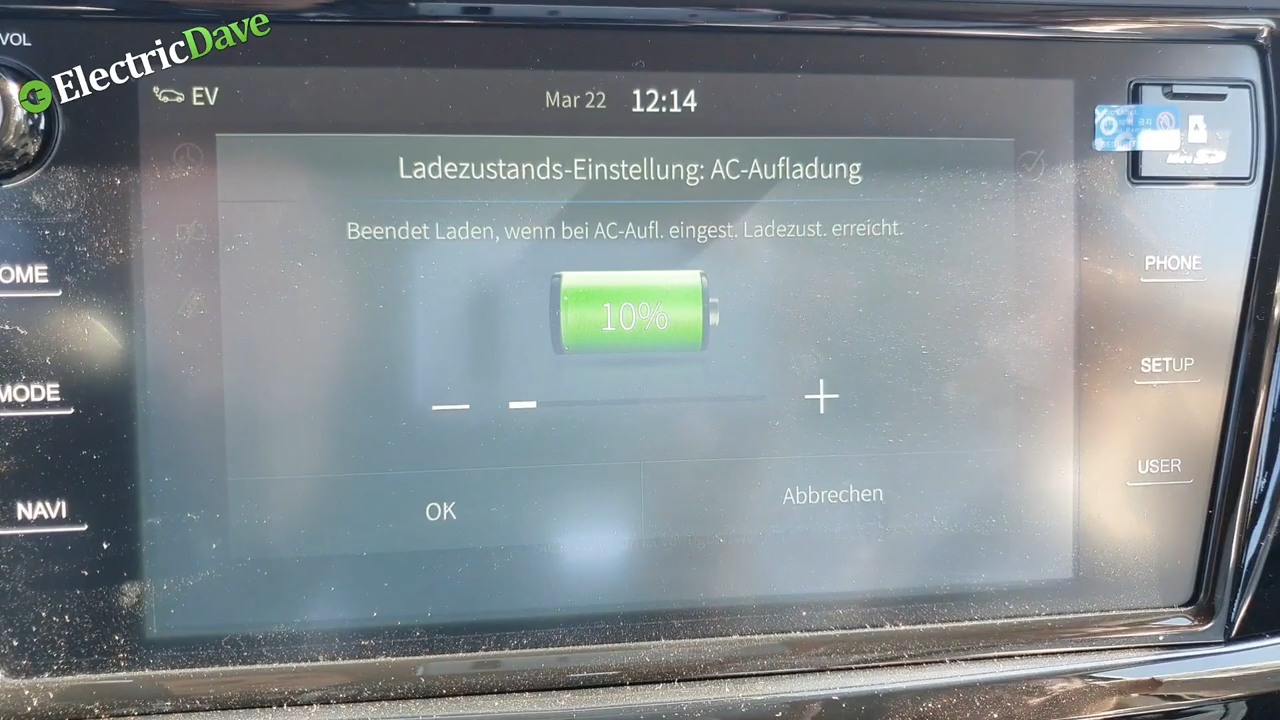 ElectricDave
VOL
EV
Mar 22 12:14
Ladezustands-Einstellung: AC-Aufladung
Beendet Laden, wenn bei AC-Aufl. eingest. Ladezust. erreicht.
10%
OK
Abbrechen
OME
MODE
NAVI
PHONE
SETUP
USER